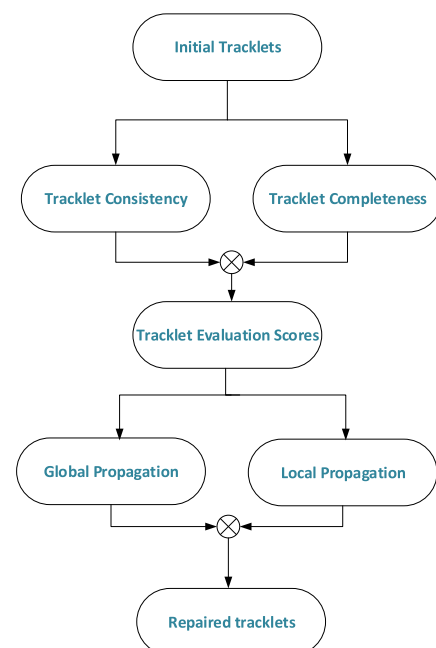 Initial Tracklets
Tracklet Consistency
Tracklet Completeness
Tracklet Evaluation Scores
Global Propagation
Local Propagation
Repaired tracklets